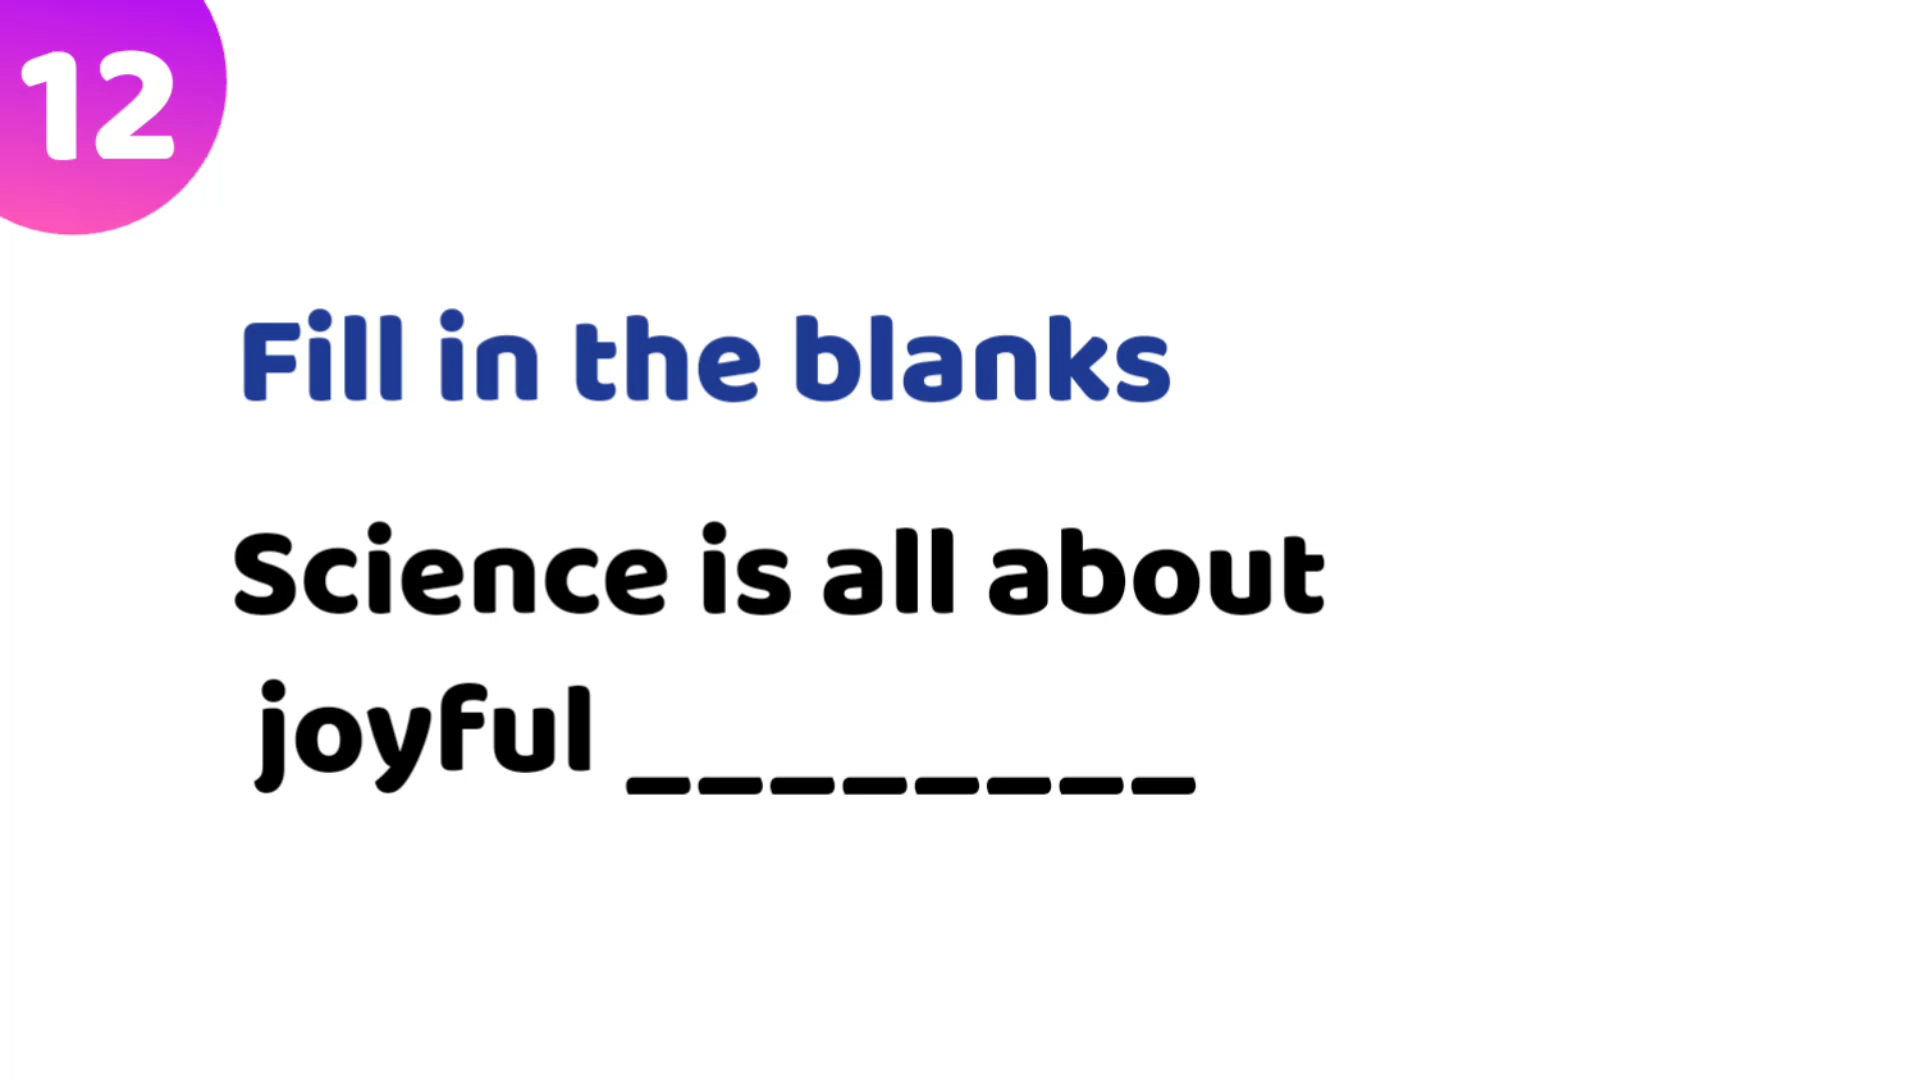 12
Fill in the blanks
Science is all about
joyful ________